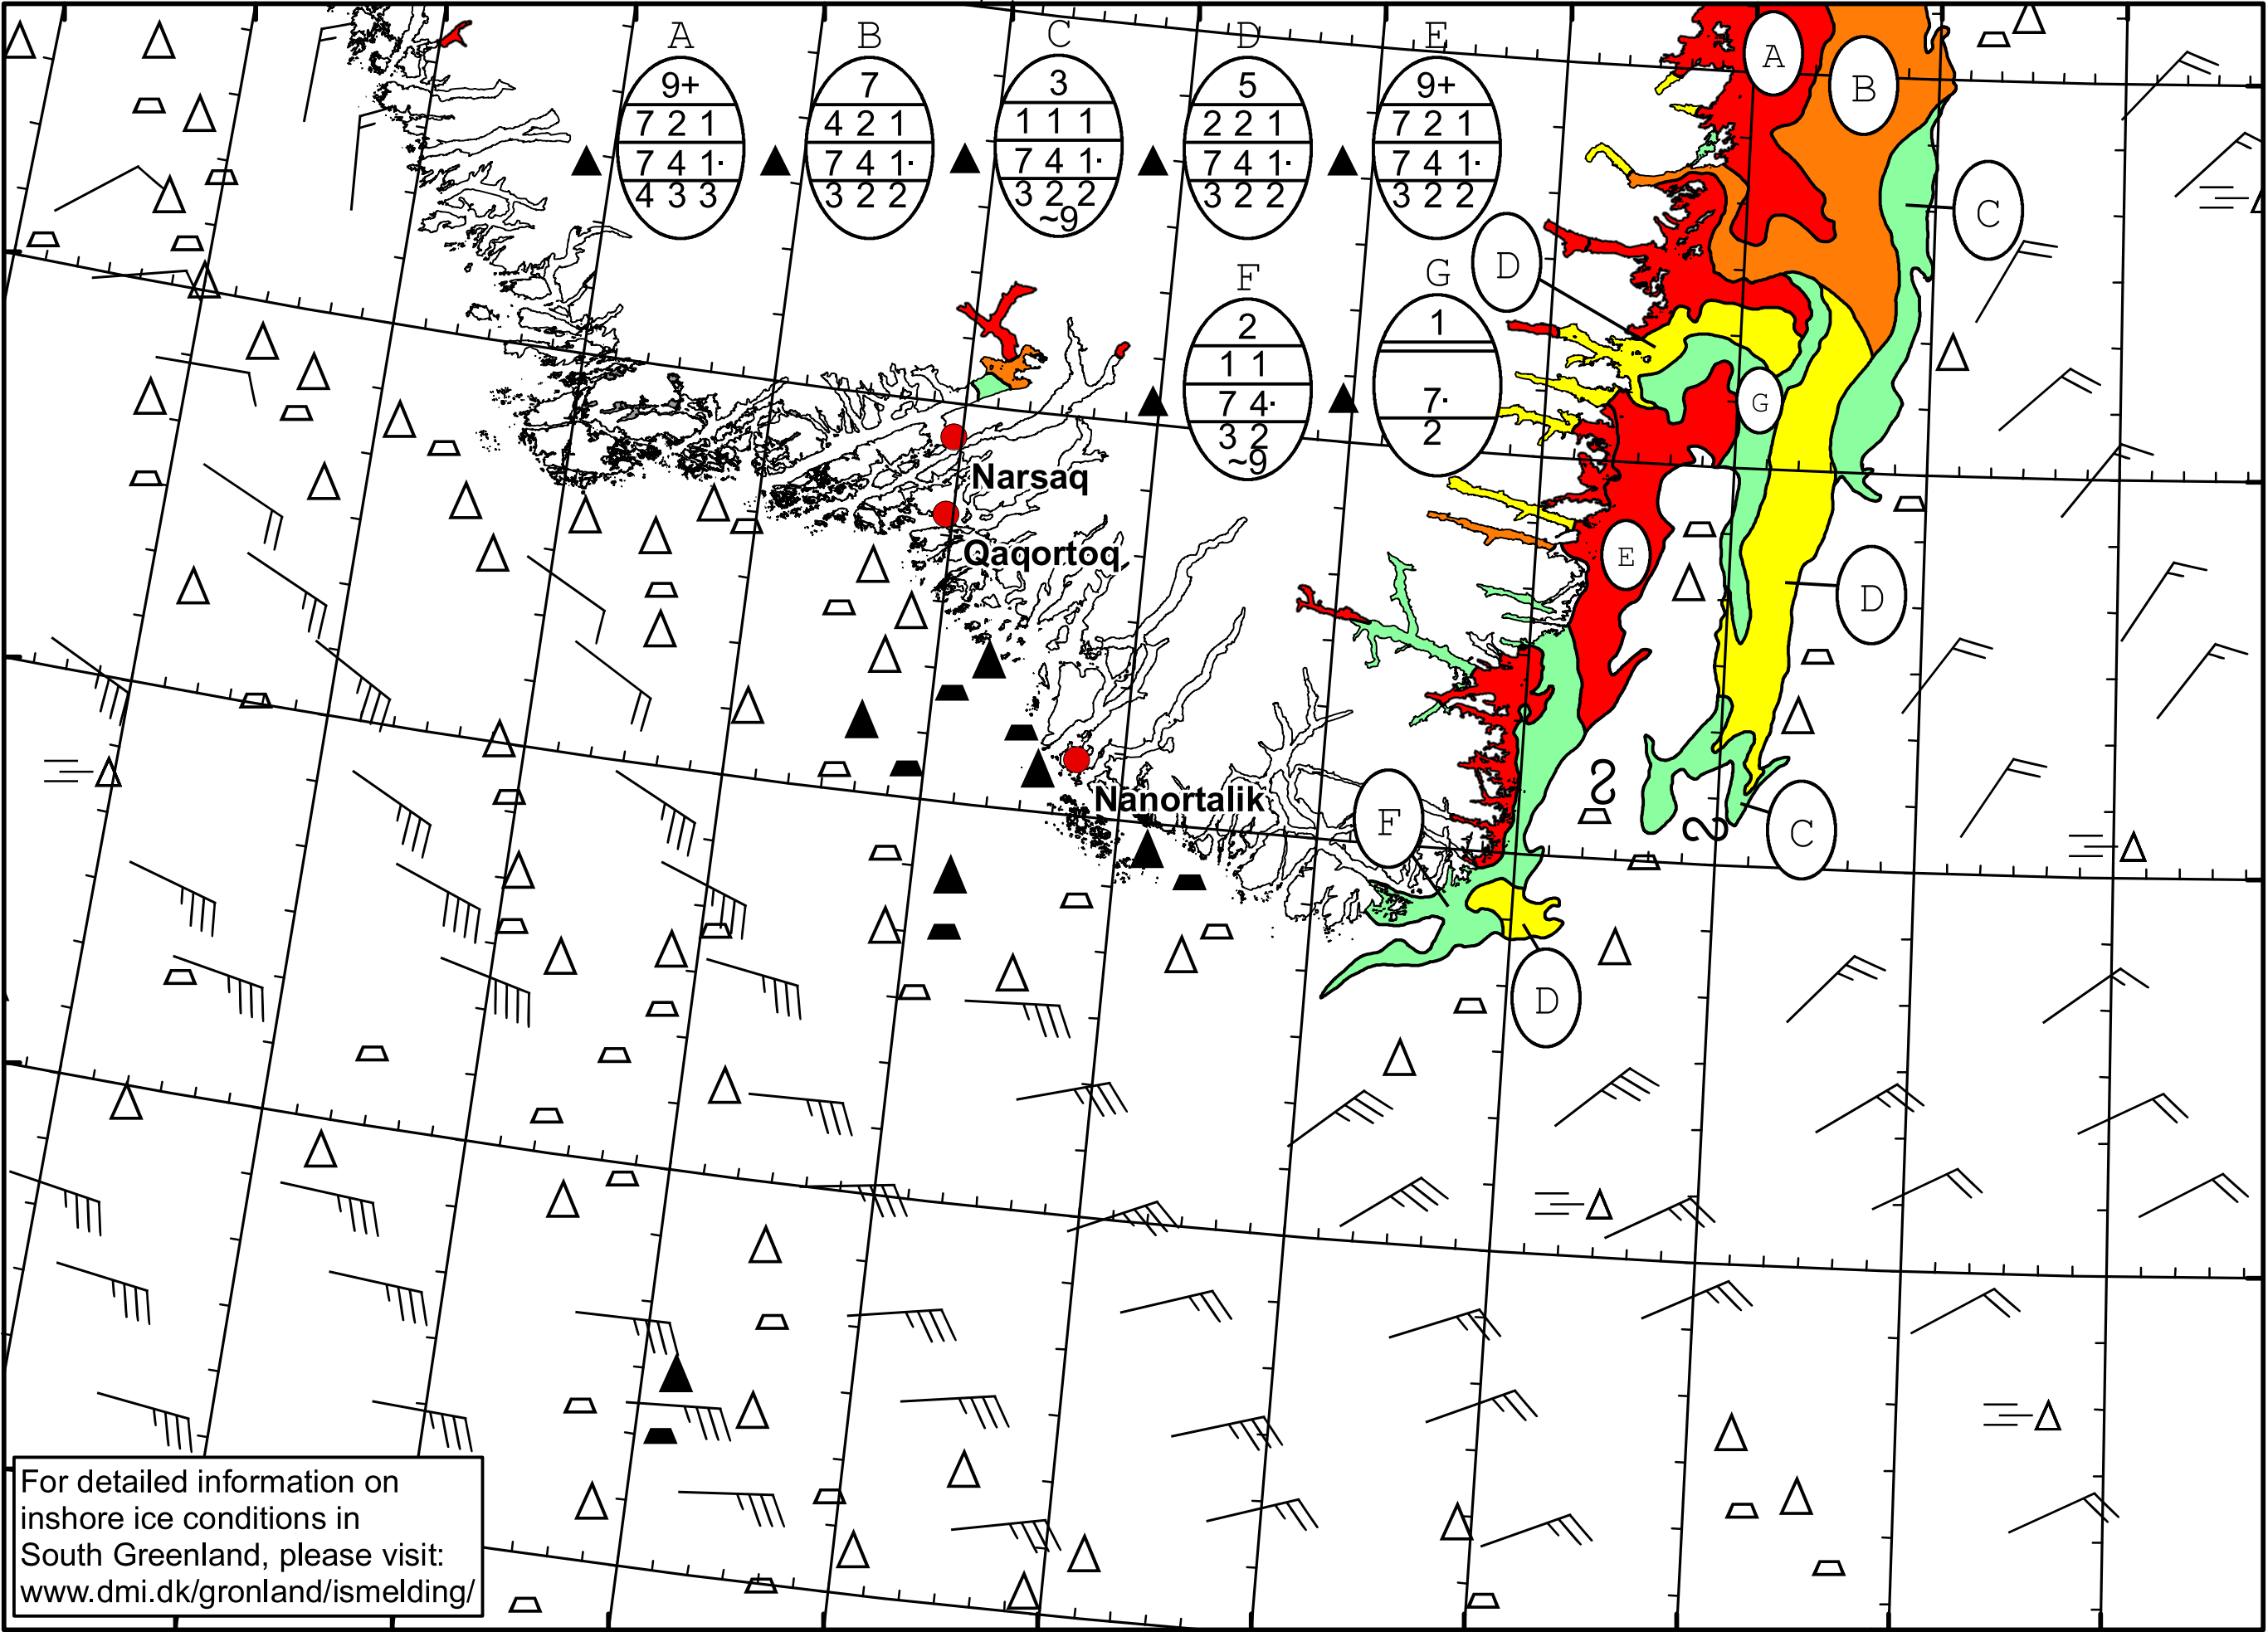 A B C D E
9+
7 2 1
7 4 1·
4 3 3
7
4 2 1
7 4 1·
3 2 2
3
1 1 1
7 4 1·
3 2 2
~9
5
2 2 1
7 4 1·
3 2 2
9+
7 2 1
7 4 1·
3 2 2
F G
2
1 1
7 4·
3 2
~9
1
7·
2
A
B
C
D
G
E
D
F
C
D
Narsaq
Qaqortoq
Nanortalik
For detailed information on
inshore ice conditions in
South Greenland, please visit:
www.dmi.dk/gronland/ismelding/